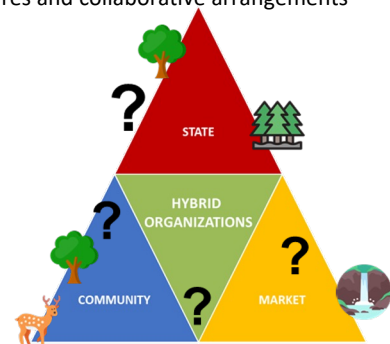 res and collaborative arrangements
?
STATE
HYBRID
ORGANIZATIONS
?
?
COMMUNITY
?
MARKET